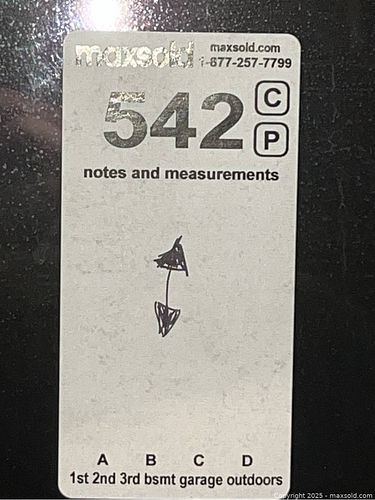 maxsold
maxsold.com
1-877-257-7799
542
C
P
notes and measurements
A B C D
1st 2nd 3rd bsmt garage outdoors
Copyright 2025 - maxsold.com